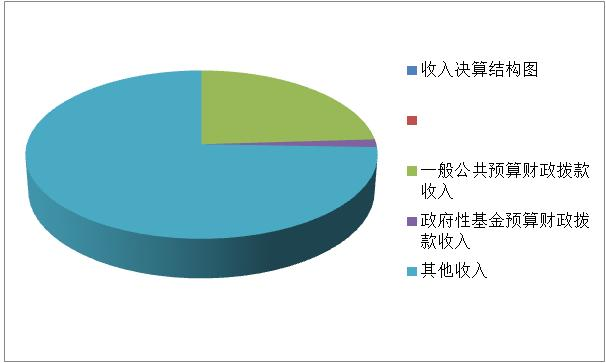 收入决算结构图
一般公共预算财政拨款
收入
政府性基金预算财政拨
款收入
其他收入